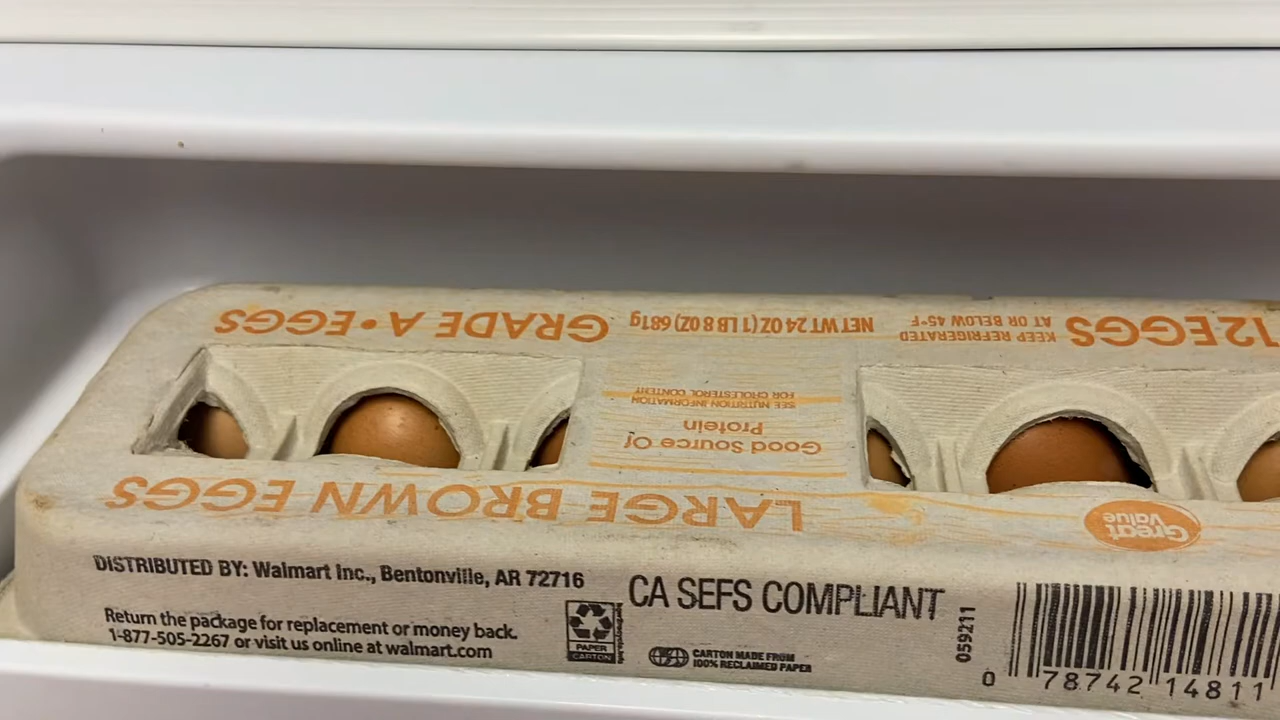 GRADE A • EGGS
NET WT 24 OZ (1 LB 8 OZ) 681g
KEEP REFRIGERATED
AT OR BELOW 45°F
12 EGGS
SEE NUTRITION INFORMATION
FOR CHOLESTEROL CONTENT
Good Source Of
Protein
LARGE BROWN EGGS
Great
Value
DISTRIBUTED BY: Walmart Inc., Bentonville, AR 72716
Return the package for replacement or money back.
1-877-505-2267 or visit us online at walmart.com
CA SEFS COMPLIANT
PAPER
CARTON
CARTON MADE FROM
100% RECLAIMED PAPER
059211
0 78742 14811